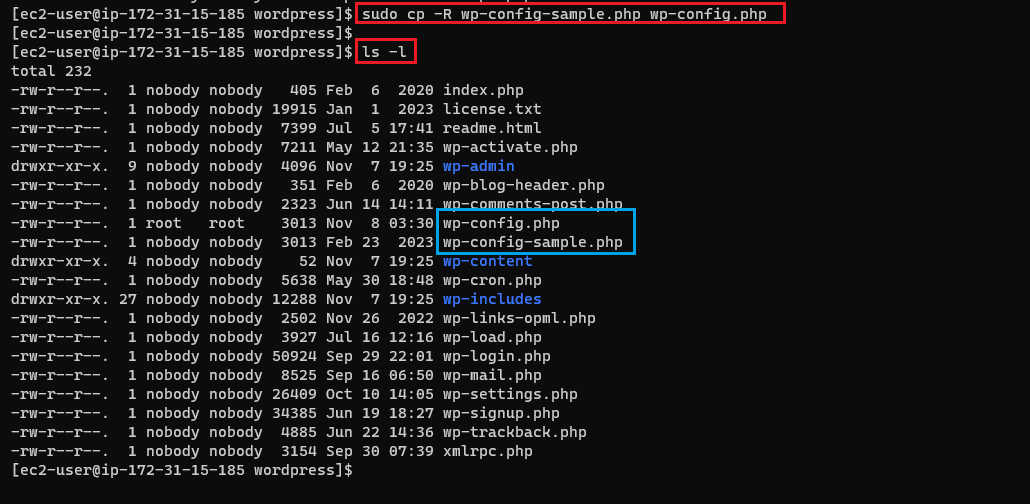 [ec2-user@ip-172-31-15-185 wordpress]$ sudo cp -R wp-config-sample.php wp-config.php
[ec2-user@ip-172-31-15-185 wordpress]$
[ec2-user@ip-172-31-15-185 wordpress]$ ls -l
total 232
-rw-r--r--.  1 nobody nobody   405 Feb  6  2020 index.php
-rw-r--r--.  1 nobody nobody 19915 Jan  1  2023 license.txt
-rw-r--r--.  1 nobody nobody  7399 Jul  5 17:41 readme.html
-rw-r--r--.  1 nobody nobody  7211 May 12 21:35 wp-activate.php
drwxr-xr-x.  9 nobody nobody  4096 Nov  7 19:25 wp-admin
-rw-r--r--.  1 nobody nobody   351 Feb  6  2020 wp-blog-header.php
-rw-r--r--.  1 nobody nobody  2323 Jun 14 14:11 wp-comments-post.php
-rw-r--r--.  1 root   root    3013 Nov  8 03:30 wp-config.php
-rw-r--r--.  1 nobody nobody  3013 Feb 23  2023 wp-config-sample.php
drwxr-xr-x.  4 nobody nobody    52 Nov  7 19:25 wp-content
-rw-r--r--.  1 nobody nobody  5638 May 30 18:48 wp-cron.php
drwxr-xr-x. 27 nobody nobody 12288 Nov  7 19:25 wp-includes
-rw-r--r--.  1 nobody nobody  2502 Nov 26  2022 wp-links-opml.php
-rw-r--r--.  1 nobody nobody  3927 Jul 16 12:16 wp-load.php
-rw-r--r--.  1 nobody nobody 50924 Sep 29 22:01 wp-login.php
-rw-r--r--.  1 nobody nobody  8525 Sep 16 06:50 wp-mail.php
-rw-r--r--.  1 nobody nobody 26409 Oct 10 14:05 wp-settings.php
-rw-r--r--.  1 nobody nobody 34385 Jun 19 18:27 wp-signup.php
-rw-r--r--.  1 nobody nobody  4885 Jun 22 14:36 wp-trackback.php
-rw-r--r--.  1 nobody nobody  3154 Sep 30 07:39 xmlrpc.php
[ec2-user@ip-172-31-15-185 wordpress]$